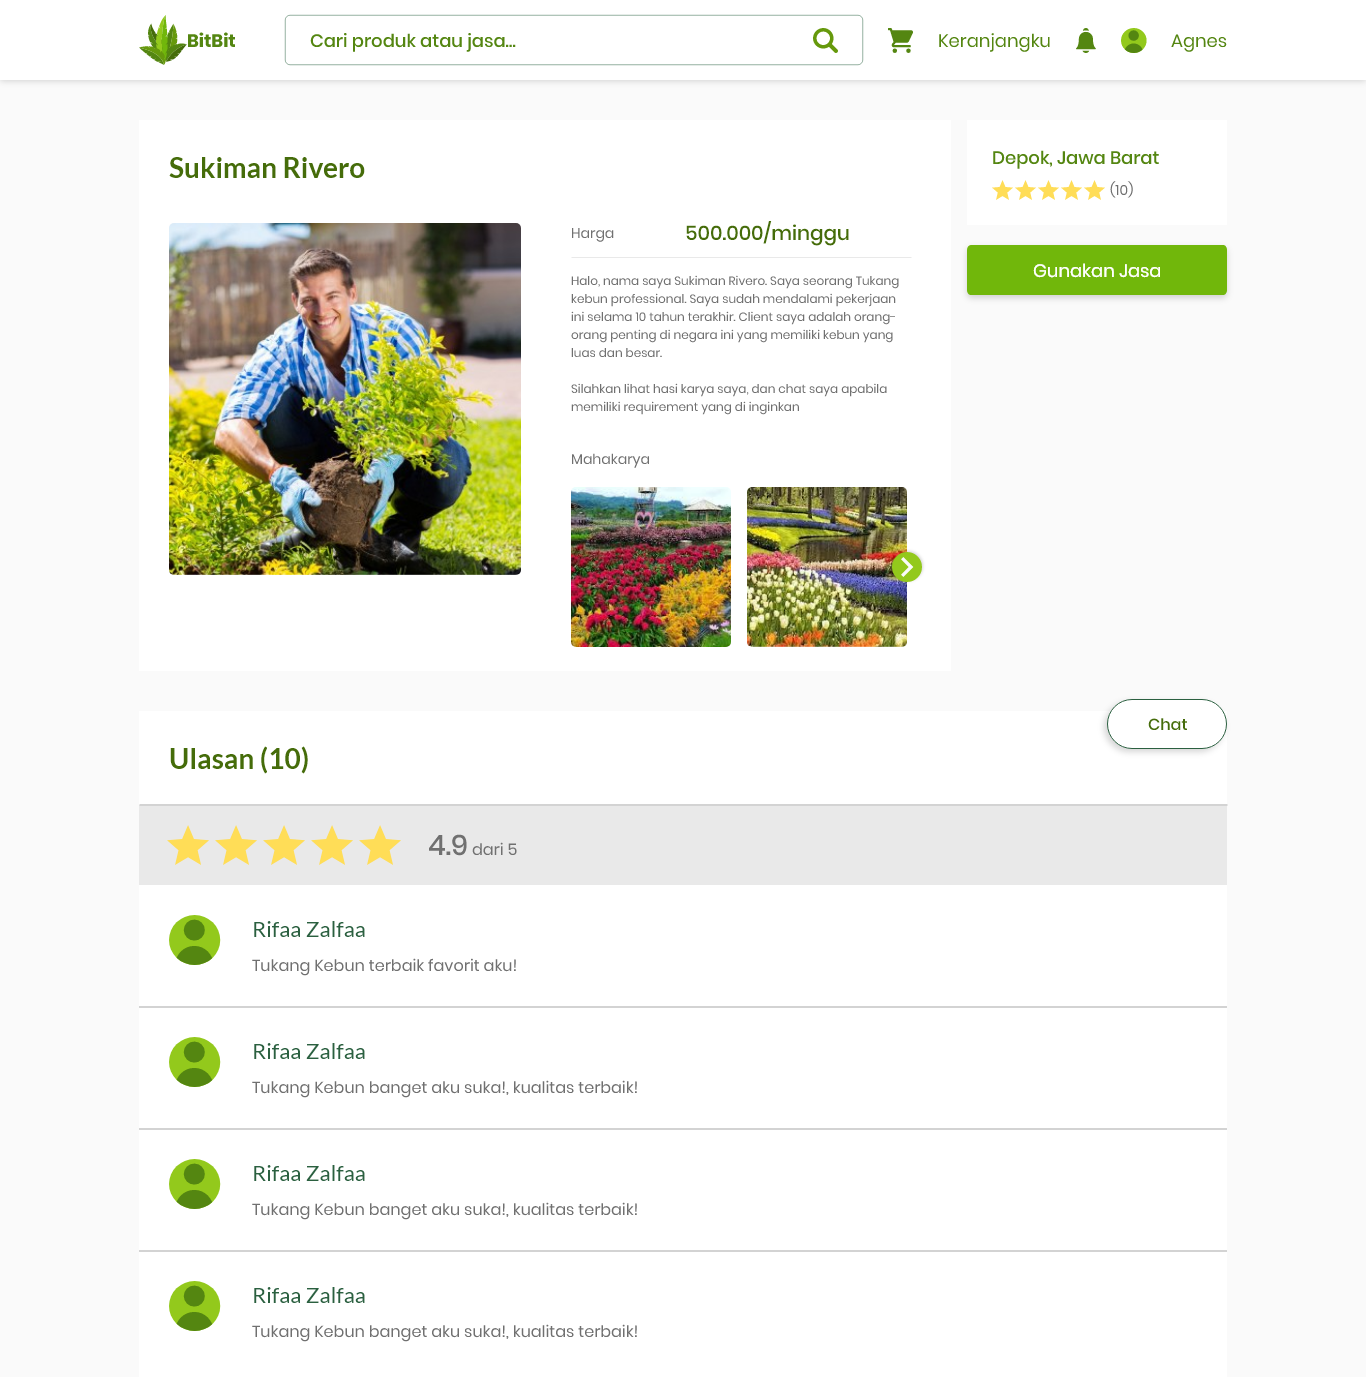 BitBit
Cari produk atau jasa...
Keranjangku
Agnes
Sukiman Rivero
Harga
500.000/minggu
Halo, nama saya Sukiman Rivero. Saya seorang Tukang
kebun professional. Saya sudah mendalami pekerjaan
ini selama 10 tahun terakhir. Client saya adalah orang-
orang penting di negara ini yang memiliki kebun yang
luas dan besar.
Silahkan lihat hasi karya saya, dan chat saya apabila
memiliki requirement yang di inginkan
Mahakarya
Depok, Jawa Barat
(10)
Gunakan Jasa
Chat
Ulasan (10)
4.9 dari 5
Rifaa Zalfaa
Tukang Kebun terbaik favorit aku!
Rifaa Zalfaa
Tukang Kebun banget aku suka!, kualitas terbaik!
Rifaa Zalfaa
Tukang Kebun banget aku suka!, kualitas terbaik!
Rifaa Zalfaa
Tukang Kebun banget aku suka!, kualitas terbaik!